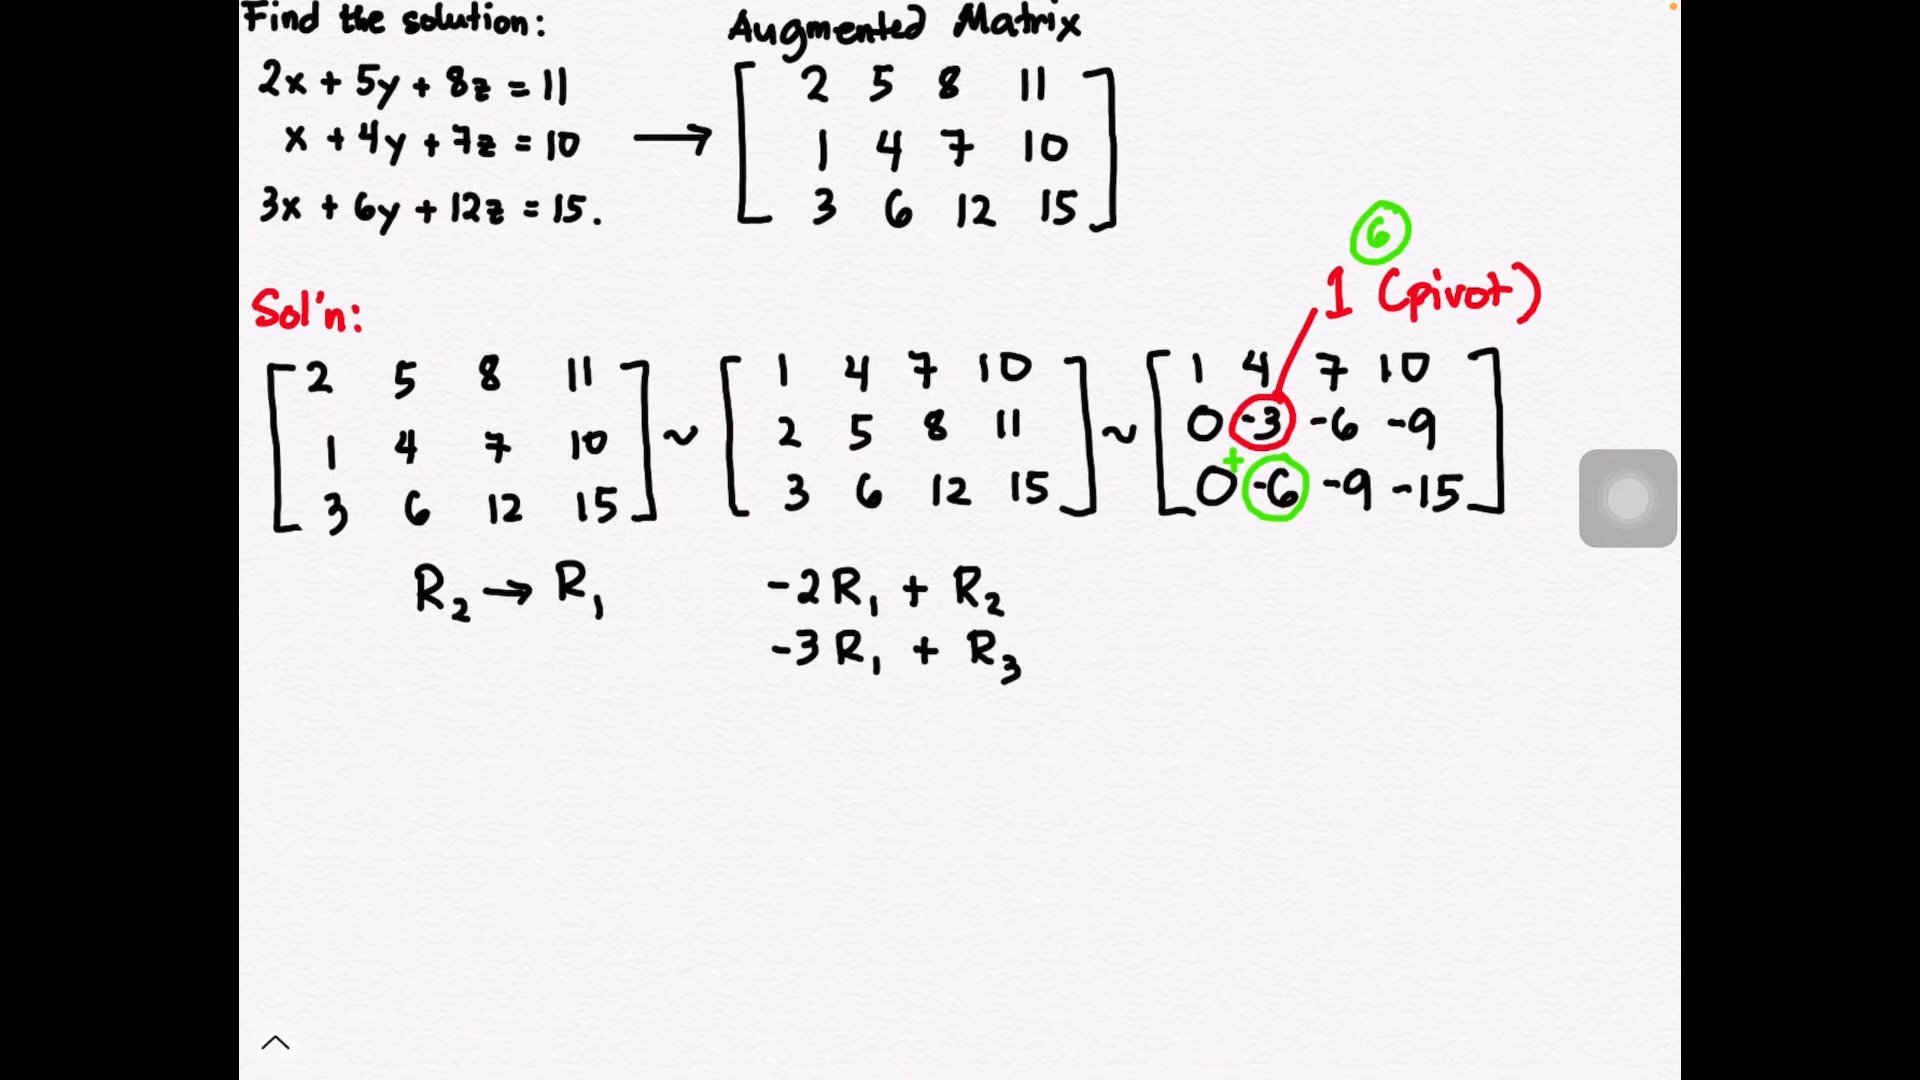 Find the solution:
2x + 5y + 8z = 11
x + 4y + 7z = 10
3x + 6y + 12z = 15.
→
Augmented Matrix
2 5 8 11
1 4 7 10
3 6 12 15
Sol'n:
6
1 (pivot)
2 5 8 11
1 4 7 10
3 6 12 15
~
1 4 7 10
2 5 8 11
3 6 12 15
~
1 4 7 10
0 -3 -6 -9
+
0 -6 -9 -15
R₂ → R₁
-2R₁ + R₂
-3R₁ + R₃